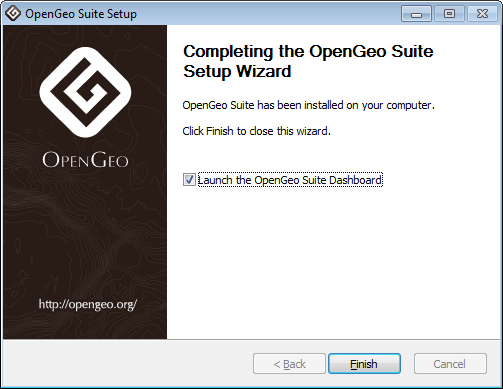 OpenGeo Suite Setup
Completing the OpenGeo Suite
Setup Wizard
OpenGeo Suite has been installed on your computer.
Click Finish to close this wizard.
Launch the OpenGeo Suite Dashboard
OPENGEO
http://opengeo.org/
< Back
Finish
Cancel